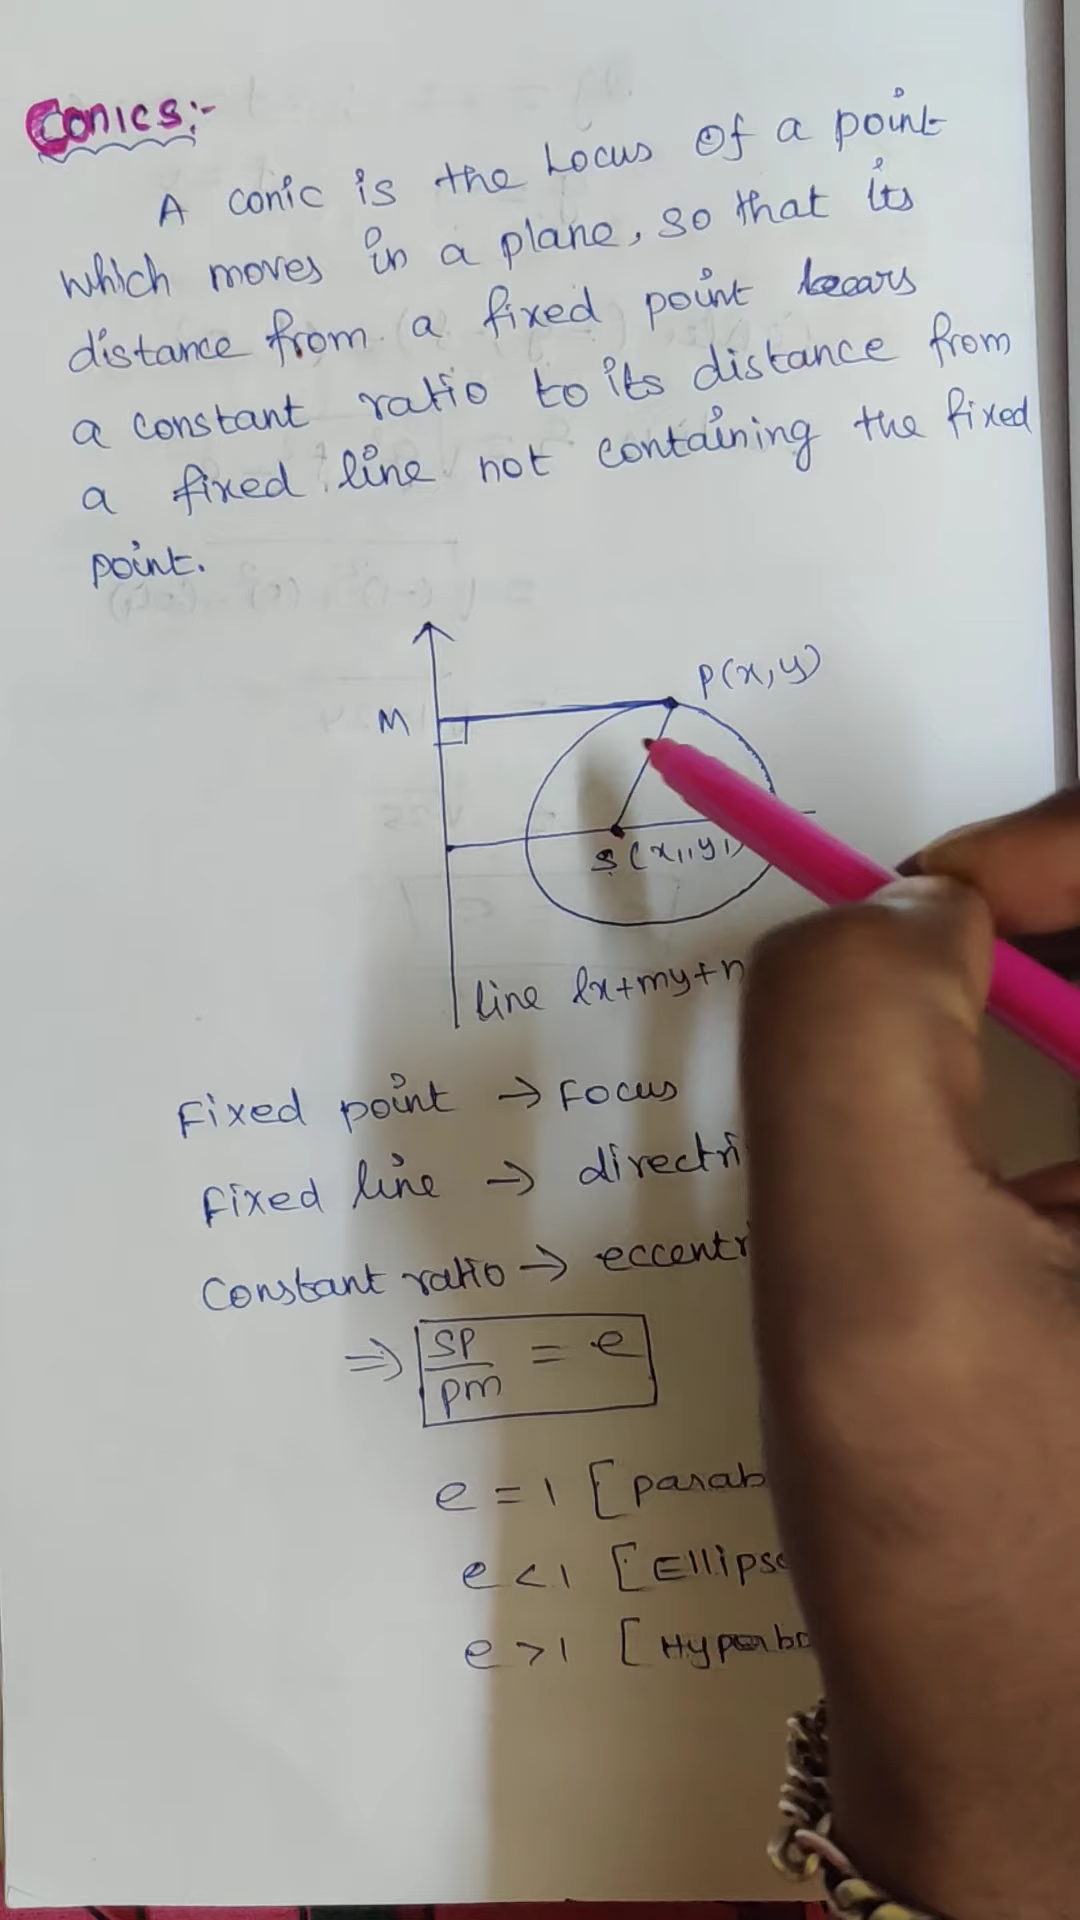 Conics:-
A conic is the Locus of a point
which moves in a plane, so that its
distance from a fixed point bears
a constant ratio to its distance from
a fixed line not containing the fixed
point.
P(x,y)
M
S(x1,y1)
line lx+my+n
Fixed point → Focus
Fixed line → directri
Constant ratio → eccentr
⇒ SP/PM = e
e = 1 [parab
e < 1 [Ellipse
e > 1 [Hyperbo